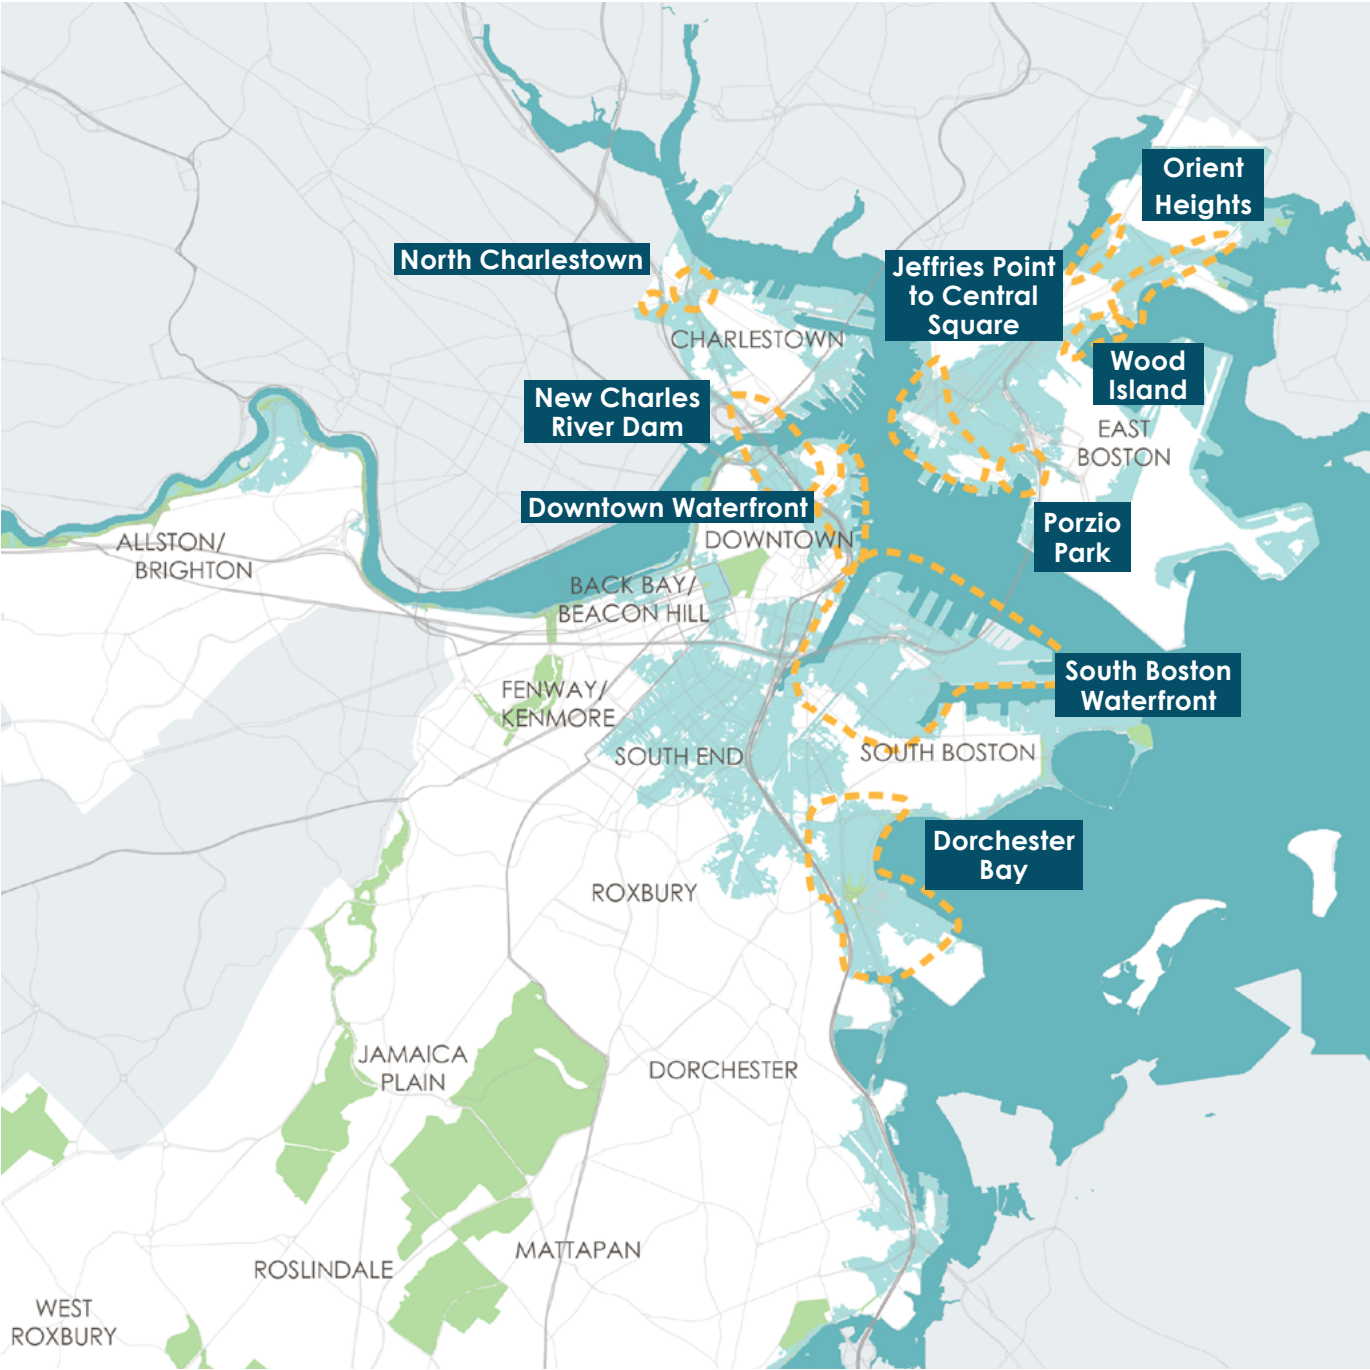 Orient
Heights
North Charlestown
Jeffries Point
to Central
Square
CHARLESTOWN
Wood
Island
New Charles
River Dam
EAST
BOSTON
Downtown Waterfront
Porzio
Park
DOWNTOWN
ALLSTON/
BRIGHTON
BACK BAY/
BEACON HILL
South Boston
Waterfront
FENWAY/
KENMORE
SOUTH END
SOUTH BOSTON
Dorchester
Bay
ROXBURY
JAMAICA
PLAIN
DORCHESTER
MATTAPAN
ROSLINDALE
WEST
ROXBURY